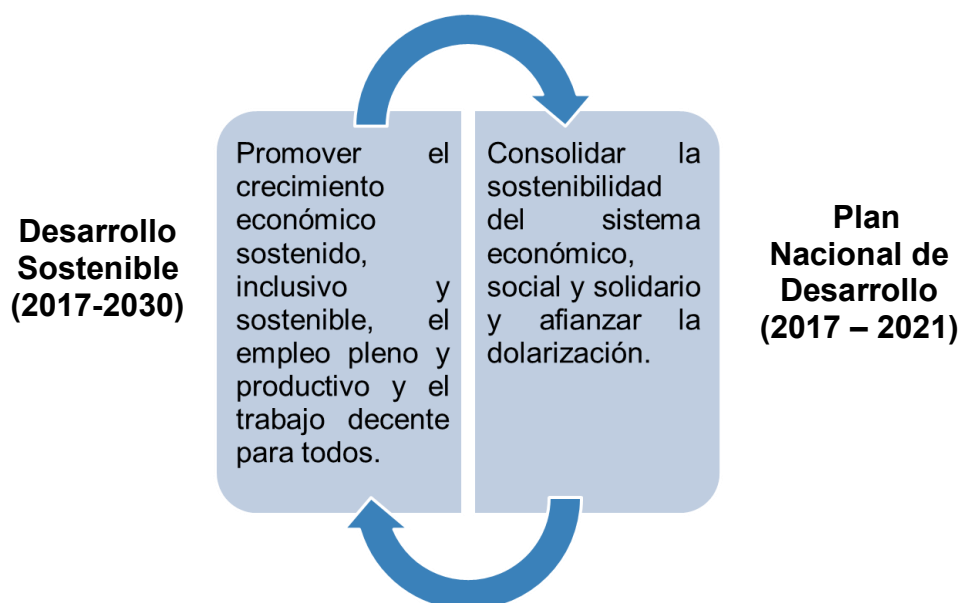 Desarrollo
Sostenible
(2017-2030)
Promover el
crecimiento
económico
sostenido,
inclusivo y
sostenible, el
empleo pleno y
productivo y el
trabajo decente
para todos.
Consolidar la
sostenibilidad
del sistema
económico,
social y solidario
y afianzar la
dolarización.
Plan
Nacional de
Desarrollo
(2017 – 2021)